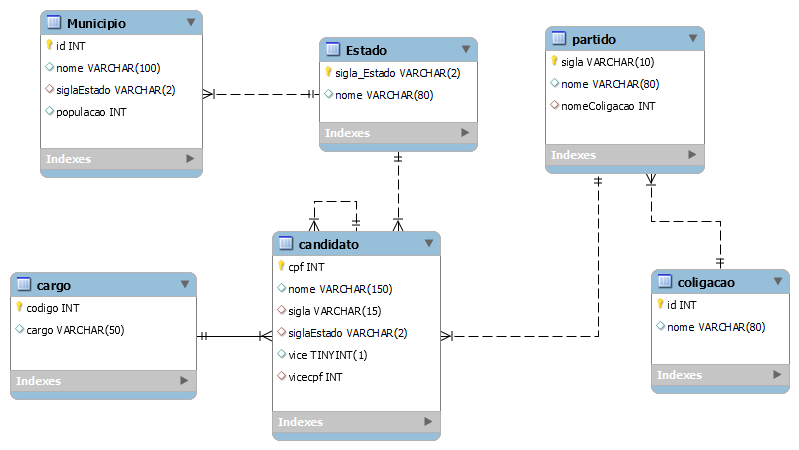 Municipio
id INT
nome VARCHAR(100)
siglaEstado VARCHAR(2)
populacao INT
Indexes
Estado
sigla_Estado VARCHAR(2)
nome VARCHAR(80)
Indexes
partido
sigla VARCHAR(10)
nome VARCHAR(80)
nomeColigacao INT
Indexes
candidato
cpf INT
nome VARCHAR(150)
sigla VARCHAR(15)
siglaEstado VARCHAR(2)
vice TINYINT(1)
vicecpf INT
Indexes
cargo
codigo INT
cargo VARCHAR(50)
Indexes
coligacao
id INT
nome VARCHAR(80)
Indexes